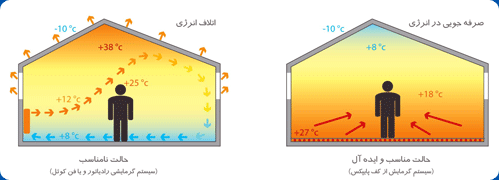 اتلاف انرژی
-10 °c
+38 °c
+25 °c
+12 °c
+8 °c
حالت نامناسب
(سیستم گرمایشی رادیاتور و یا فن کوئل)
صرفه جویی در انرژی
-10 °c
+8 °c
+18 °c
+27 °c
حالت مناسب و ایده آل
(سیستم گرمایش از کف پایپکس)